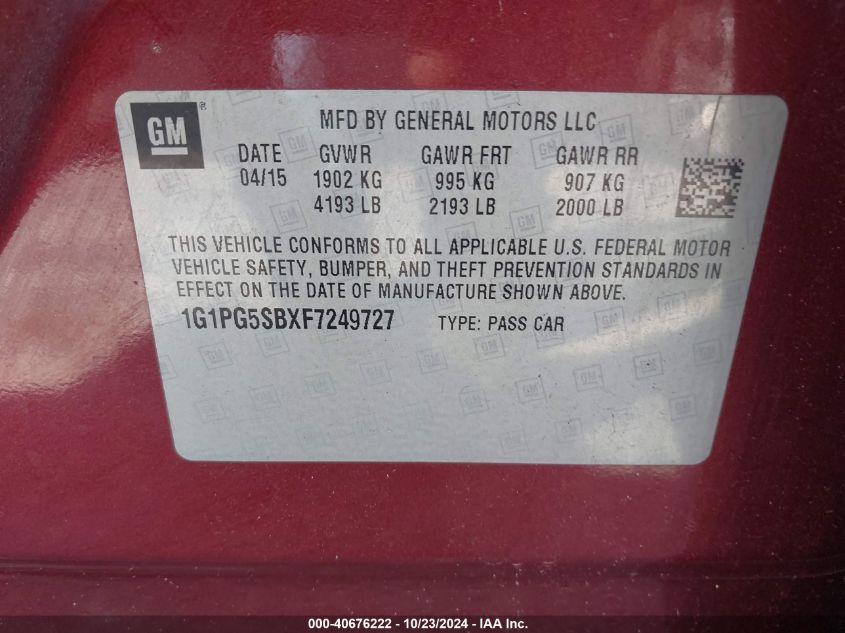 GM ®
MFD BY GENERAL MOTORS LLC
DATE GVWR GAWR FRT GAWR RR
04/15 1902 KG 995 KG 907 KG
4193 LB 2193 LB 2000 LB
THIS VEHICLE CONFORMS TO ALL APPLICABLE U.S. FEDERAL MOTOR
VEHICLE SAFETY, BUMPER, AND THEFT PREVENTION STANDARDS IN
EFFECT ON THE DATE OF MANUFACTURE SHOWN ABOVE.
1G1PG5SBXF7249727 TYPE: PASS CAR
000-40676222 - 10/23/2024 - IAA Inc.